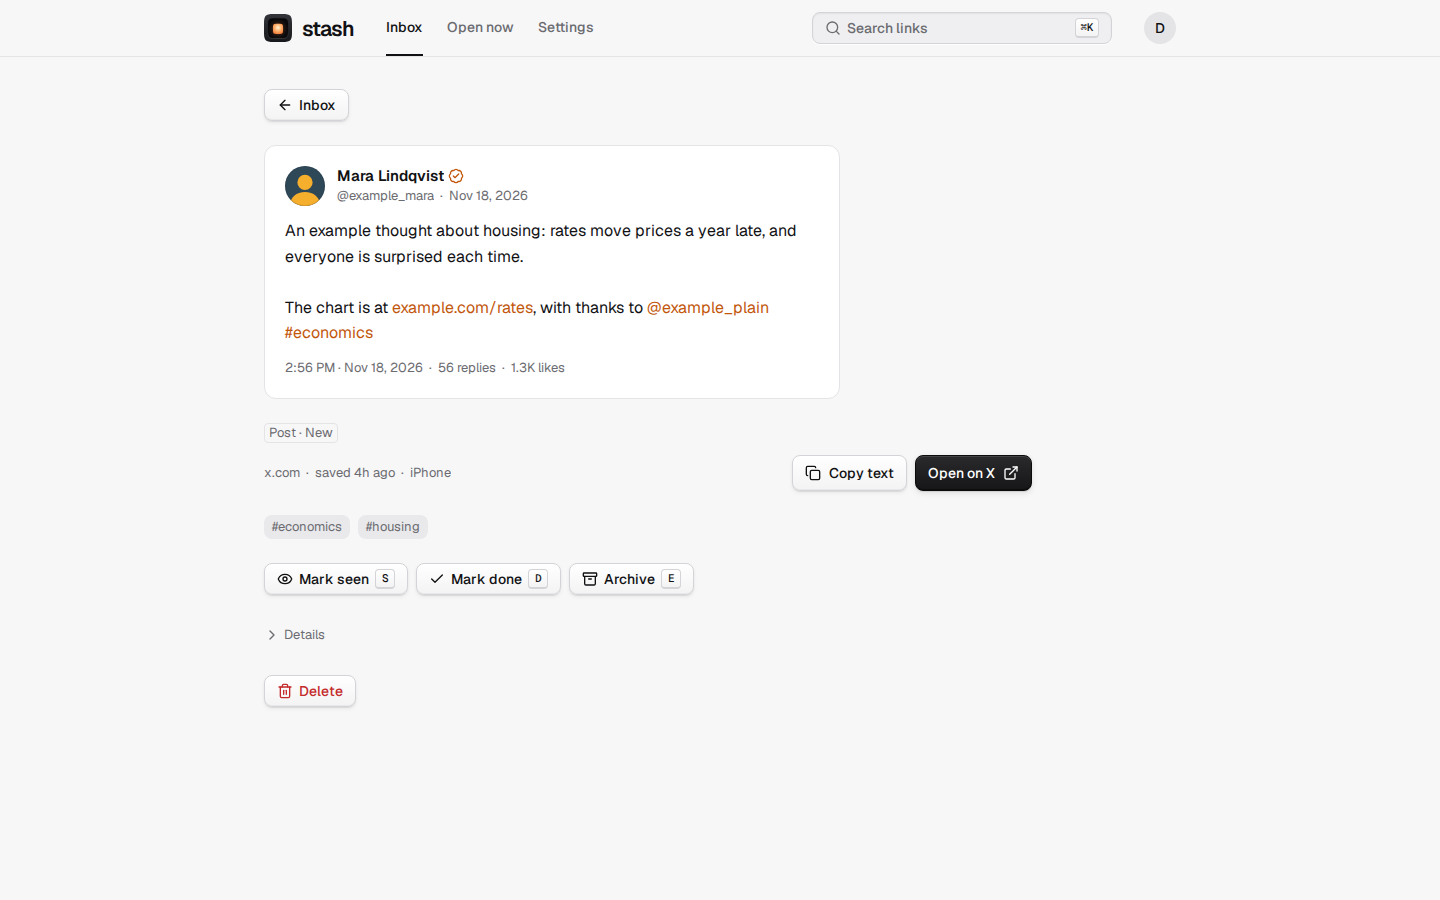 stash
Inbox
Open now
Settings
Search links
⌘K
D
Inbox
Mara Lindqvist
@example_mara · Nov 18, 2026
An example thought about housing: rates move prices a year late, and
everyone is surprised each time.
The chart is at example.com/rates, with thanks to @example_plain
#economics
2:56 PM · Nov 18, 2026 · 56 replies · 1.3K likes
Post · New
x.com · saved 4h ago · iPhone
Copy text
Open on X
#economics
#housing
Mark seen S
Mark done D
Archive E
Details
Delete